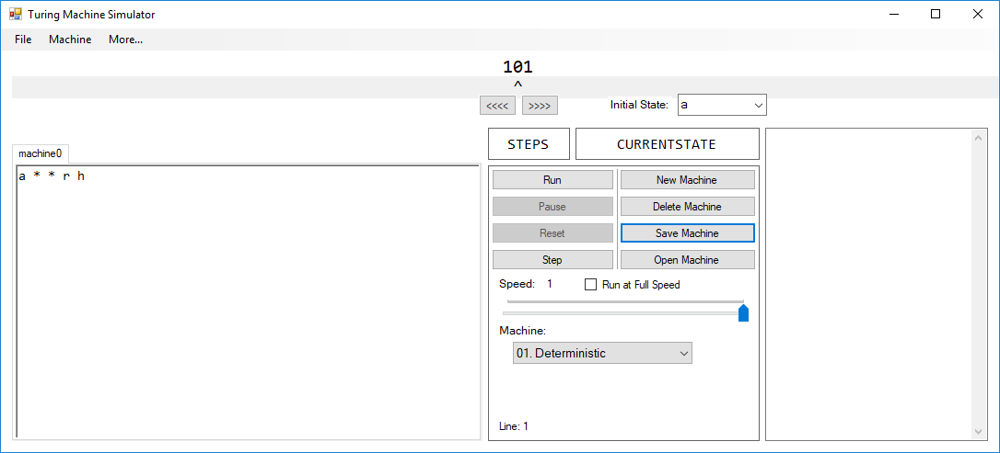 Turing Machine Simulator
File Machine More...
101
^
<<<< >>>> Initial State: a
STEPS CURRENTSTATE
machine0
a * * r h
Run New Machine
Pause Delete Machine
Reset Save Machine
Step Open Machine
Speed: 1 Run at Full Speed
Machine:
01. Deterministic
Line: 1